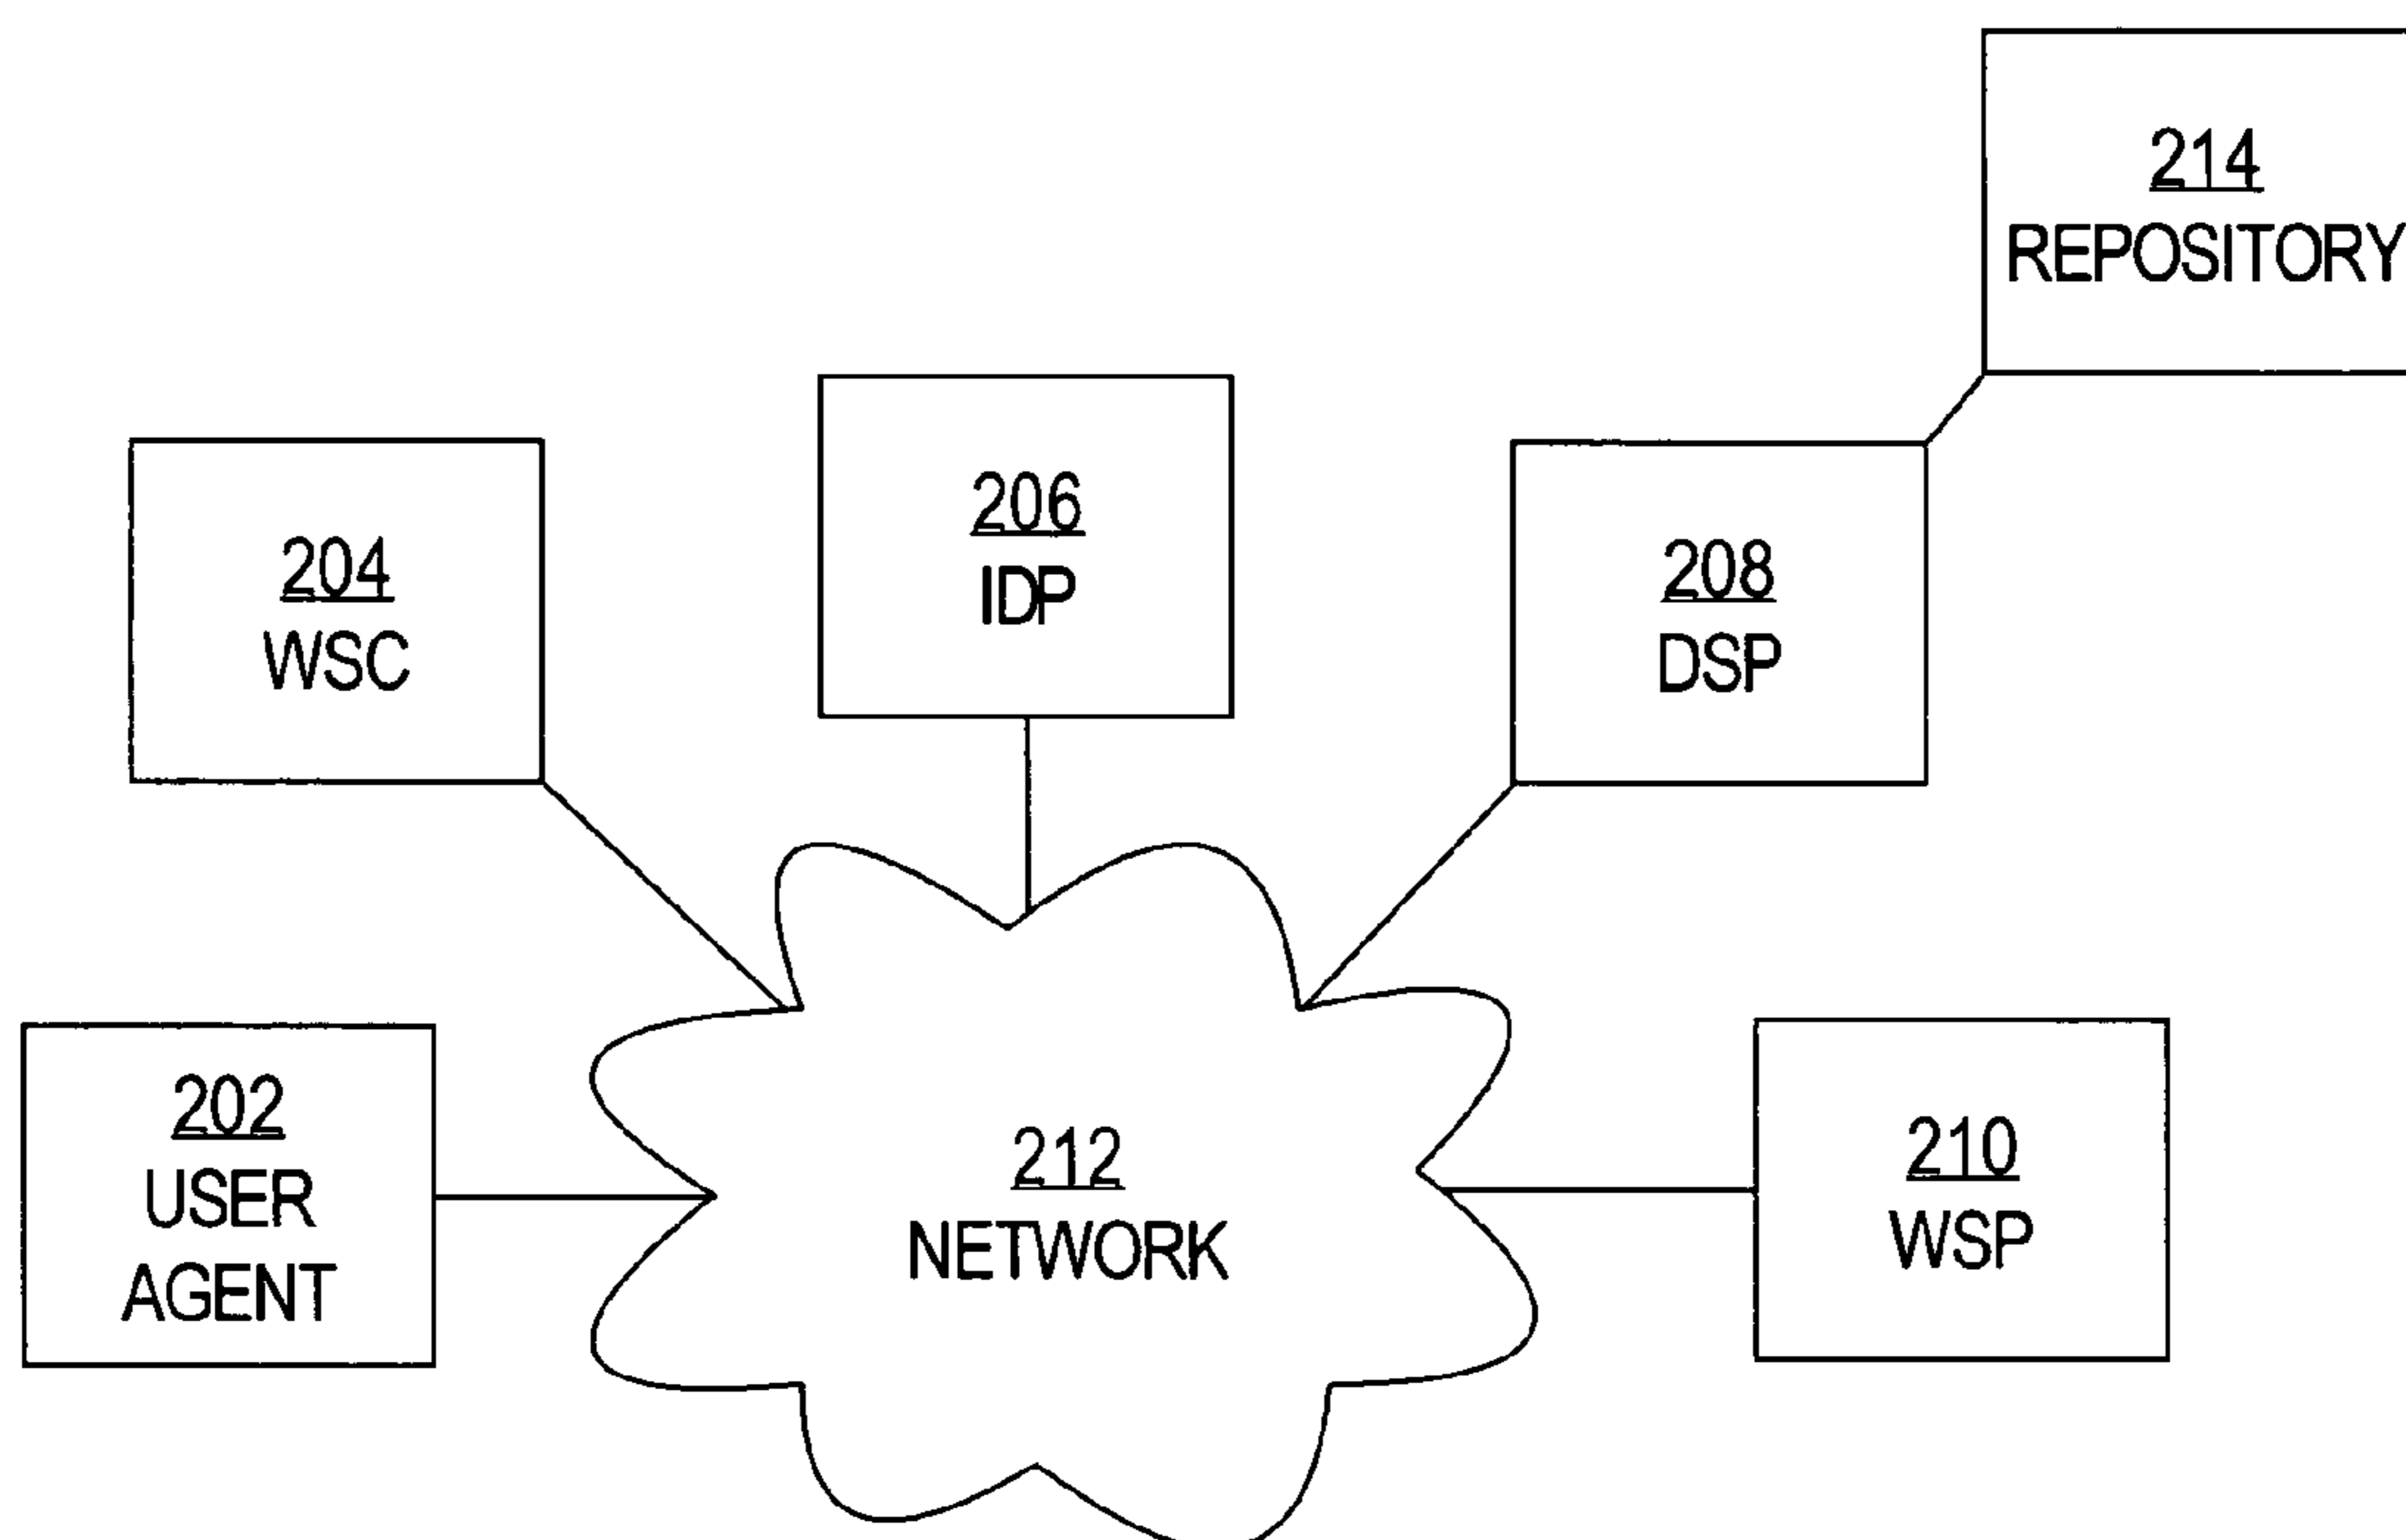 214
REPOSITORY
206
IDP
204
WSC
208
DSP
202
USER
AGENT
212
NETWORK
210
WSP